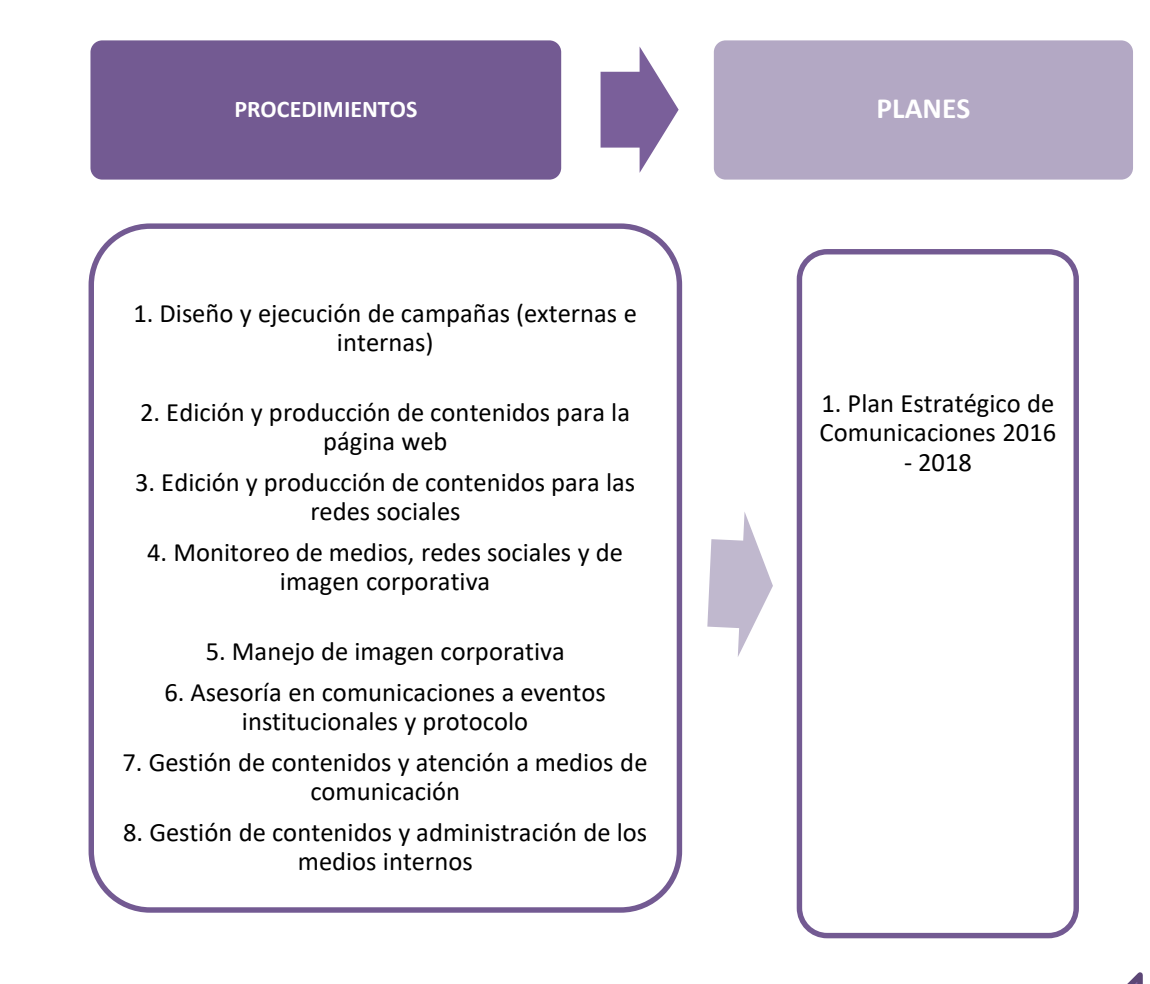 PROCEDIMIENTOS
PLANES
1. Diseño y ejecución de campañas (externas e
internas)
2. Edición y producción de contenidos para la
página web
3. Edición y producción de contenidos para las
redes sociales
4. Monitoreo de medios, redes sociales y de
imagen corporativa
5. Manejo de imagen corporativa
6. Asesoría en comunicaciones a eventos
institucionales y protocolo
7. Gestión de contenidos y atención a medios de
comunicación
8. Gestión de contenidos y administración de los
medios internos
1. Plan Estratégico de
Comunicaciones 2016
- 2018